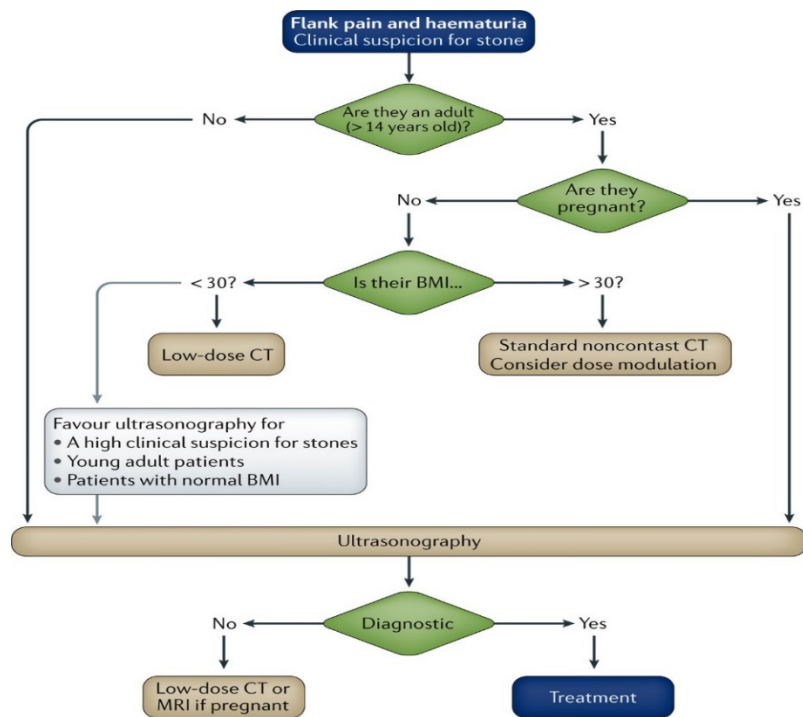 Flank pain and haematuria
Clinical suspicion for stone
Are they an adult
(> 14 years old)?
No
Yes
Are they
pregnant?
No
Yes
Is their BMI...
< 30?
> 30?
Low-dose CT
Standard noncontast CT
Consider dose modulation
Favour ultrasonography for
• A high clinical suspicion for stones
• Young adult patients
• Patients with normal BMI
Ultrasonography
Diagnostic
No
Yes
Low-dose CT or
MRI if pregnant
Treatment